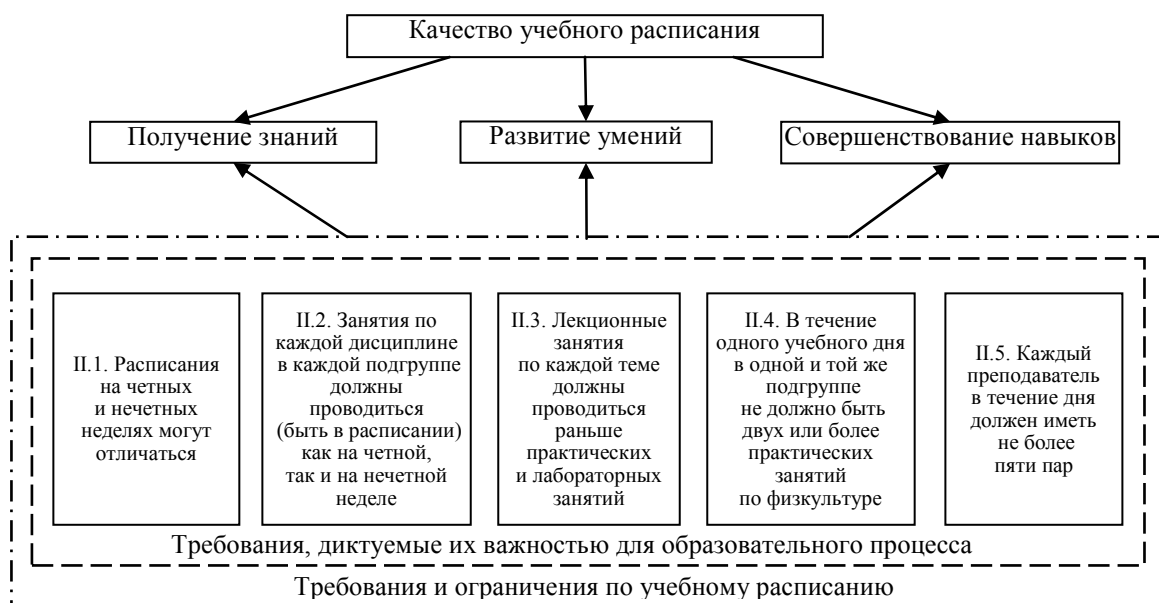 Качество учебного расписания
Получение знаний
Развитие умений
Совершенствование навыков
II.1. Расписания
на четных
и нечетных
неделях могут
отличаться
II.2. Занятия по
каждой дисциплине
в каждой подгруппе
должны
проводиться
(быть в расписании)
как на четной,
так и на нечетной
неделе
II.3. Лекционные
занятия
по каждой теме
должны
проводиться
раньше
практических
и лабораторных
занятий
II.4. В течение
одного учебного дня
в одной и той же
подгруппе
не должно быть
двух или более
практических
занятий
по физкультуре
II.5. Каждый
преподаватель
в течение дня
должен иметь
не более
пяти пар
Требования, диктуемые их важностью для образовательного процесса
Требования и ограничения по учебному расписанию